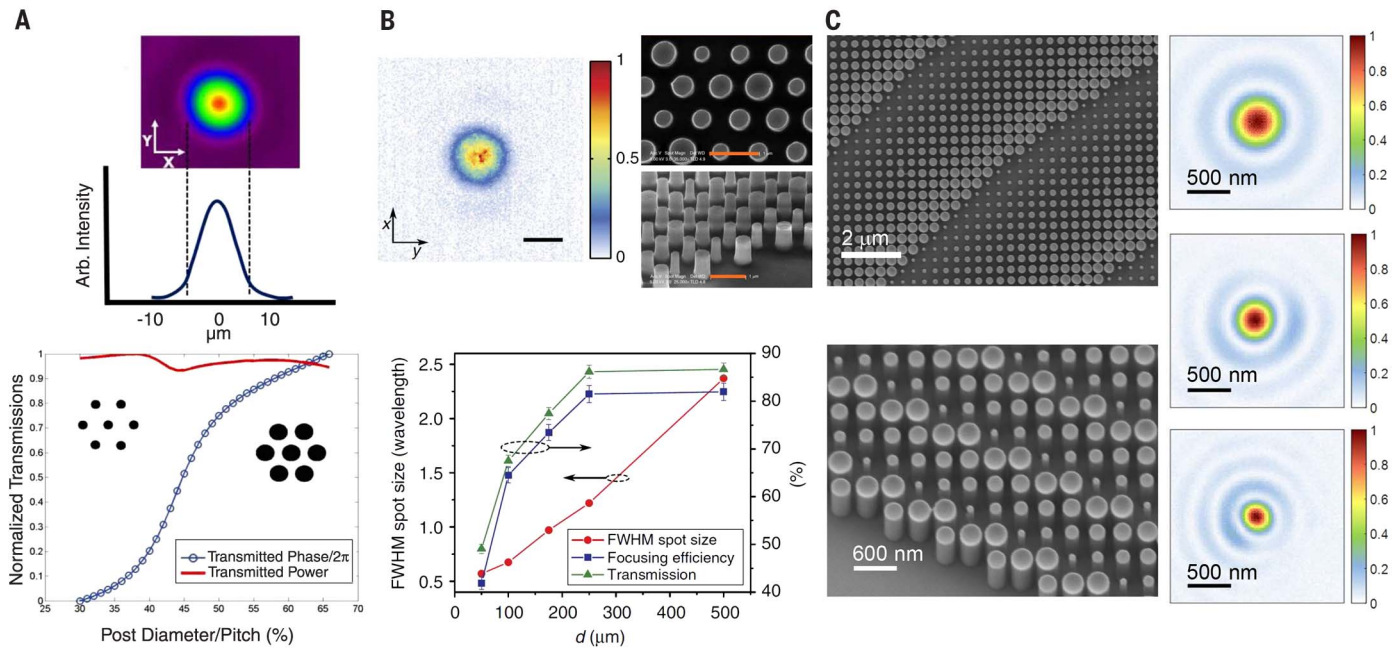 A
Y
X
Arb. Intensity
-10
0
10
μm
1
0.9
0.8
0.7
0.6
0.5
0.4
0.3
0.2
0.1
0
Normalized Transmissions
Transmitted Phase/2π
Transmitted Power
25
30
35
40
45
50
55
60
65
70
Post Diameter/Pitch (%)
B
x
y
1
0.5
0
1 μm
1 μm
2.5
2.0
1.5
1.0
0.5
FWHM spot size (wavelength)
90
80
70
60
50
40
(%)
FWHM spot size
Focusing efficiency
Transmission
0
100
200
300
400
500
d (μm)
C
2 μm
600 nm
500 nm
1
0.8
0.6
0.4
0.2
0
500 nm
1
0.8
0.6
0.4
0.2
0
500 nm
1
0.8
0.6
0.4
0.2
0